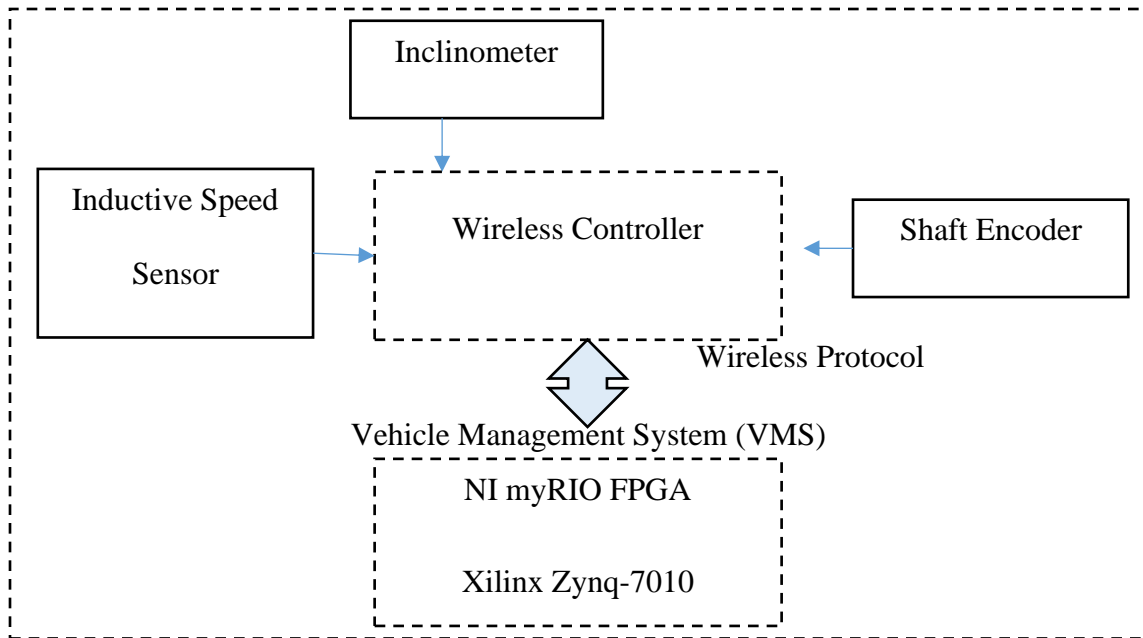 Inclinometer
Inductive Speed
Sensor
Wireless Controller
Shaft Encoder
Wireless Protocol
Vehicle Management System (VMS)
NI myRIO FPGA
Xilinx Zynq-7010